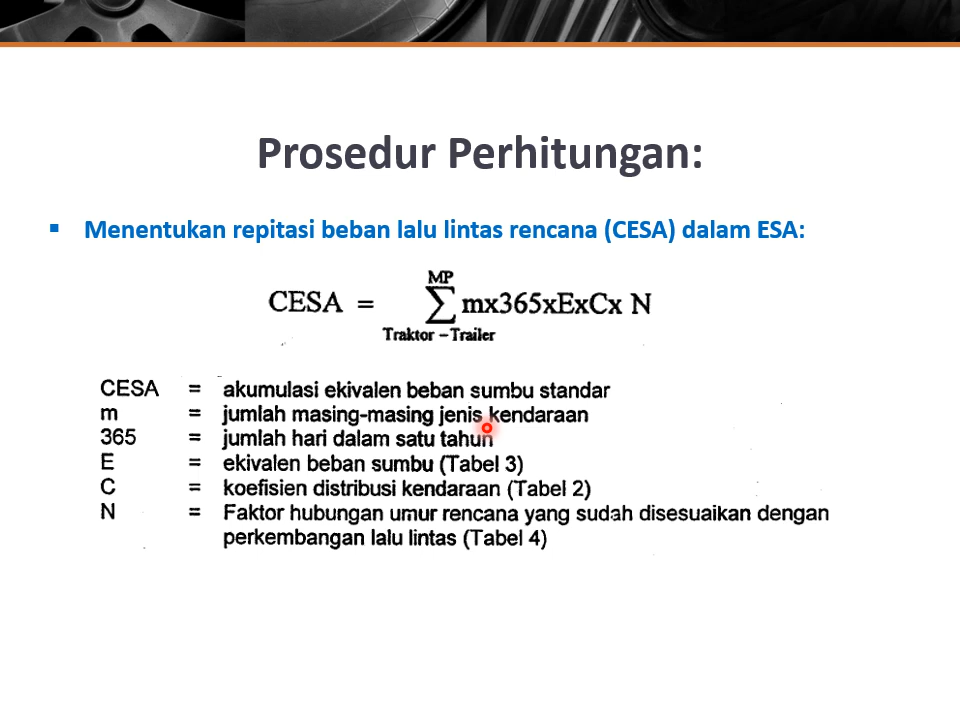 Prosedur Perhitungan:
▪ Menentukan repitasi beban lalu lintas rencana (CESA) dalam ESA:
MP
CESA = ∑ mx365xExCx N
Traktor – Trailer
CESA = akumulasi ekivalen beban sumbu standar
m = jumlah masing-masing jenis kendaraan
365 = jumlah hari dalam satu tahun
E = ekivalen beban sumbu (Tabel 3)
C = koefisien distribusi kendaraan (Tabel 2)
N = Faktor hubungan umur rencana yang sudah disesuaikan dengan
perkembangan lalu lintas (Tabel 4)